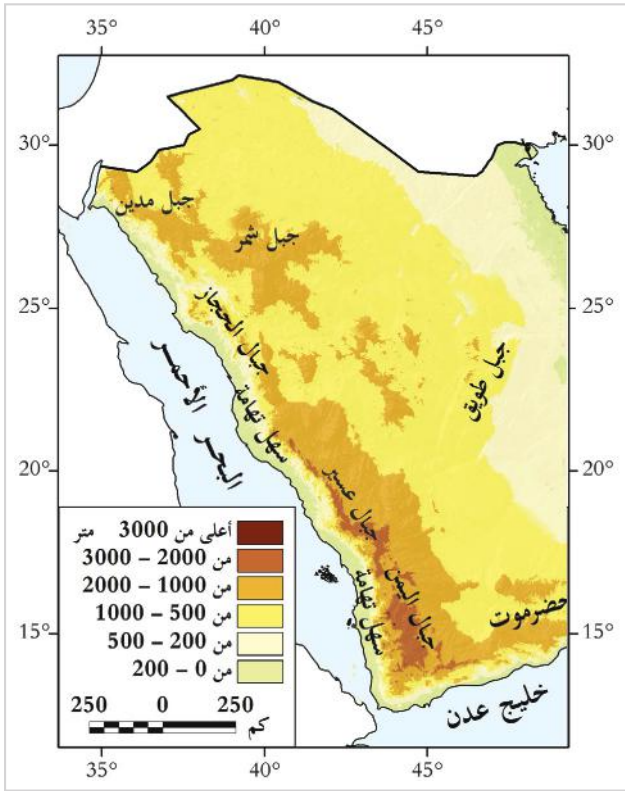 35° 40° 45°
30° 30°
جبل مدين
جبل شمر
25° 25°
جبال الحجاز
جبل طويق
البحر الأحمر
سهل تهامة
20° 20°
جبال عسير
سهل تهامة
جبال اليمن
حضرموت
15° 15°
خليج عدن
أعلى من 3000 متر
من 2000 – 3000
من 1000 – 2000
من 500 – 1000
من 200 – 500
من 0 – 200
250 0 250
كم
35° 40° 45°